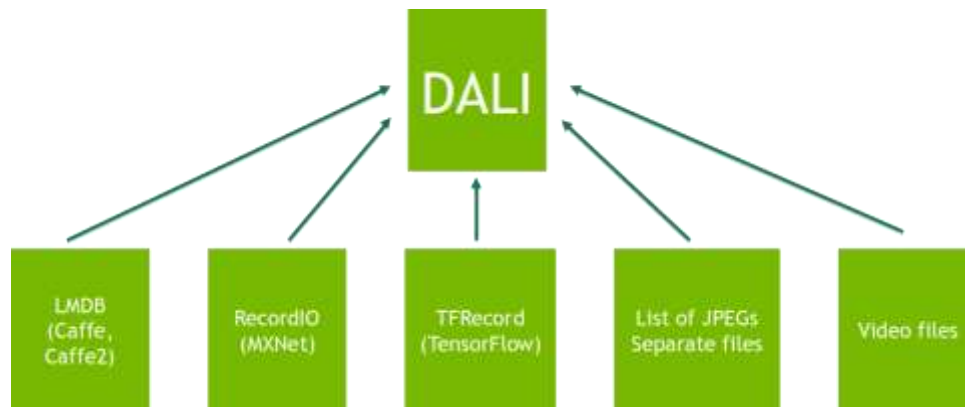 DALI
LMDB
(Caffe,
Caffe2)
RecordIO
(MXNet)
TFRecord
(TensorFlow)
List of JPEGs
Separate files
Video files